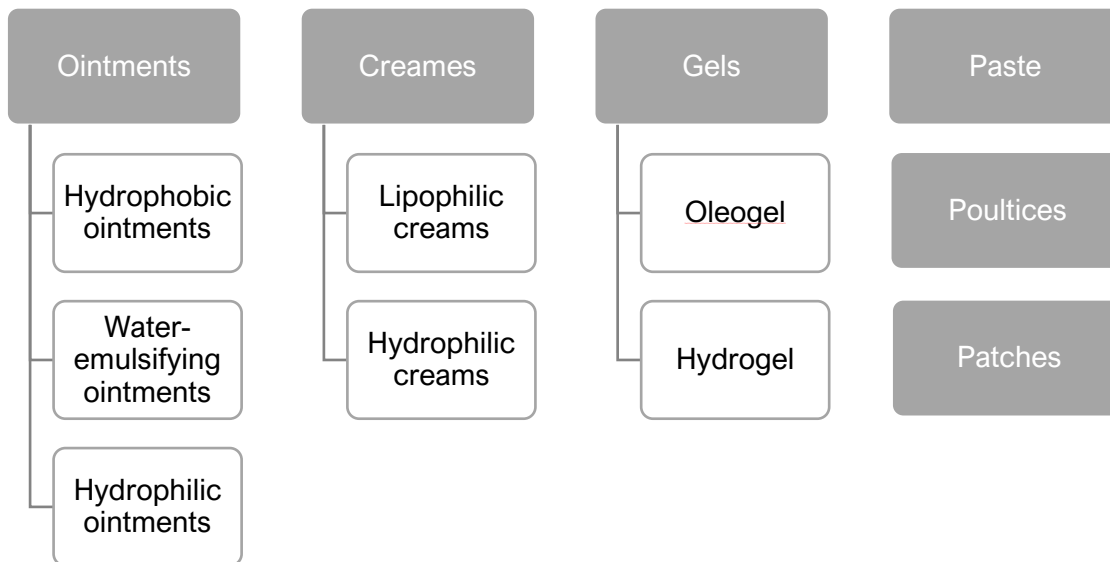 Ointments
Hydrophobic
ointments
Water-
emulsifying
ointments
Hydrophilic
ointments
Creames
Lipophilic
creams
Hydrophilic
creams
Gels
Oleogel
Hydrogel
Paste
Poultices
Patches